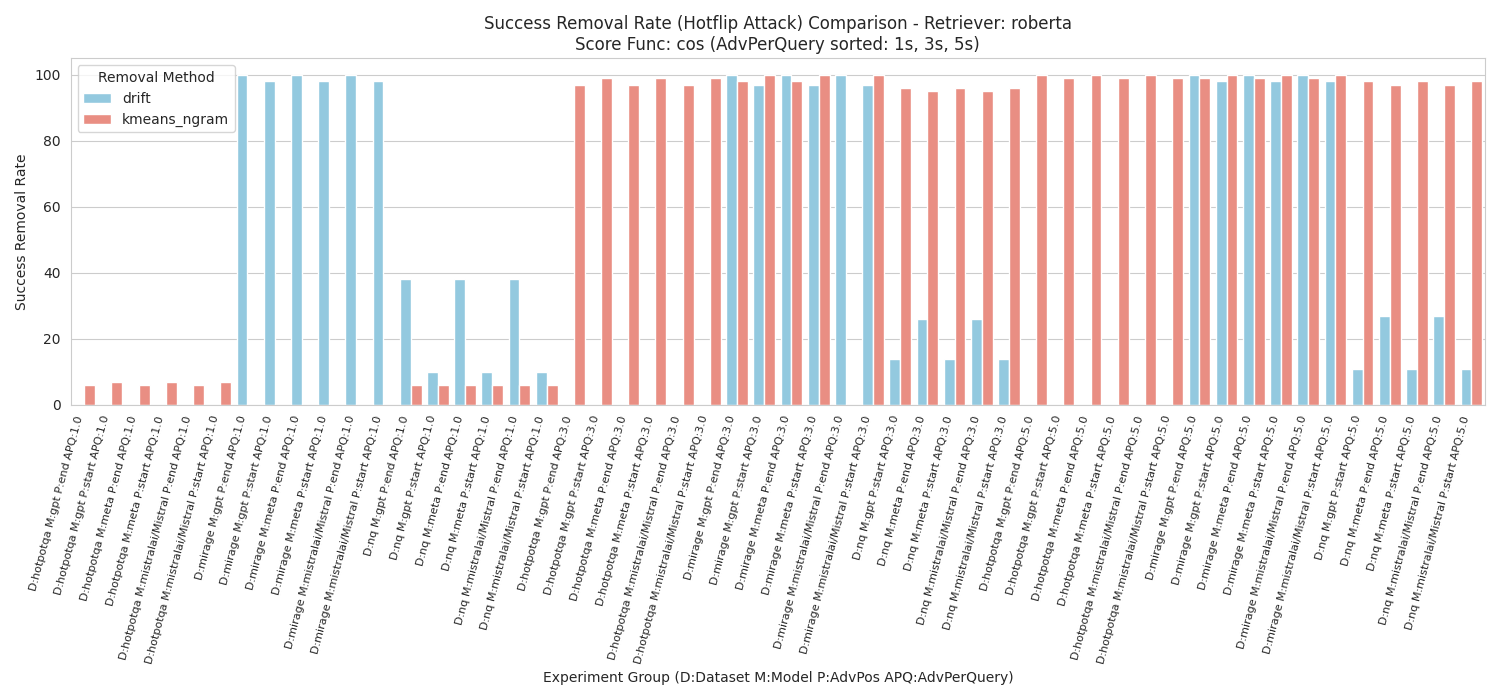 Success Removal Rate (Hotflip Attack) Comparison - Retriever: roberta
Score Func: cos (AdvPerQuery sorted: 1s, 3s, 5s)
Removal Method
drift
kmeans_ngram
Success Removal Rate
100
80
60
40
20
0
D:hotpotqa M:gpt P:end APQ:1.0
D:hotpotqa M:gpt P:start APQ:1.0
D:hotpotqa M:meta P:end APQ:1.0
D:hotpotqa M:meta P:start APQ:1.0
D:hotpotqa M:mistralai/Mistral P:end APQ:1.0
D:hotpotqa M:mistralai/Mistral P:start APQ:1.0
D:mirage M:gpt P:end APQ:1.0
D:mirage M:gpt P:start APQ:1.0
D:mirage M:meta P:end APQ:1.0
D:mirage M:meta P:start APQ:1.0
D:mirage M:mistralai/Mistral P:end APQ:1.0
D:mirage M:mistralai/Mistral P:start APQ:1.0
D:nq M:gpt P:end APQ:1.0
D:nq M:gpt P:start APQ:1.0
D:nq M:meta P:end APQ:1.0
D:nq M:meta P:start APQ:1.0
D:nq M:mistralai/Mistral P:end APQ:1.0
D:nq M:mistralai/Mistral P:start APQ:1.0
D:hotpotqa M:gpt P:end APQ:3.0
D:hotpotqa M:gpt P:start APQ:3.0
D:hotpotqa M:meta P:end APQ:3.0
D:hotpotqa M:meta P:start APQ:3.0
D:hotpotqa M:mistralai/Mistral P:end APQ:3.0
D:hotpotqa M:mistralai/Mistral P:start APQ:3.0
D:mirage M:gpt P:end APQ:3.0
D:mirage M:gpt P:start APQ:3.0
D:mirage M:meta P:end APQ:3.0
D:mirage M:meta P:start APQ:3.0
D:mirage M:mistralai/Mistral P:end APQ:3.0
D:mirage M:mistralai/Mistral P:start APQ:3.0
D:nq M:gpt P:start APQ:3.0
D:nq M:meta P:end APQ:3.0
D:nq M:meta P:start APQ:3.0
D:nq M:mistralai/Mistral P:end APQ:3.0
D:nq M:mistralai/Mistral P:start APQ:3.0
D:hotpotqa M:gpt P:end APQ:5.0
D:hotpotqa M:gpt P:start APQ:5.0
D:hotpotqa M:meta P:end APQ:5.0
D:hotpotqa M:meta P:start APQ:5.0
D:hotpotqa M:mistralai/Mistral P:end APQ:5.0
D:hotpotqa M:mistralai/Mistral P:start APQ:5.0
D:mirage M:gpt P:end APQ:5.0
D:mirage M:gpt P:start APQ:5.0
D:mirage M:meta P:end APQ:5.0
D:mirage M:meta P:start APQ:5.0
D:mirage M:mistralai/Mistral P:end APQ:5.0
D:mirage M:mistralai/Mistral P:start APQ:5.0
D:nq M:gpt P:start APQ:5.0
D:nq M:meta P:end APQ:5.0
D:nq M:meta P:start APQ:5.0
D:nq M:mistralai/Mistral P:end APQ:5.0
D:nq M:mistralai/Mistral P:start APQ:5.0
Experiment Group (D:Dataset M:Model P:AdvPos APQ:AdvPerQuery)